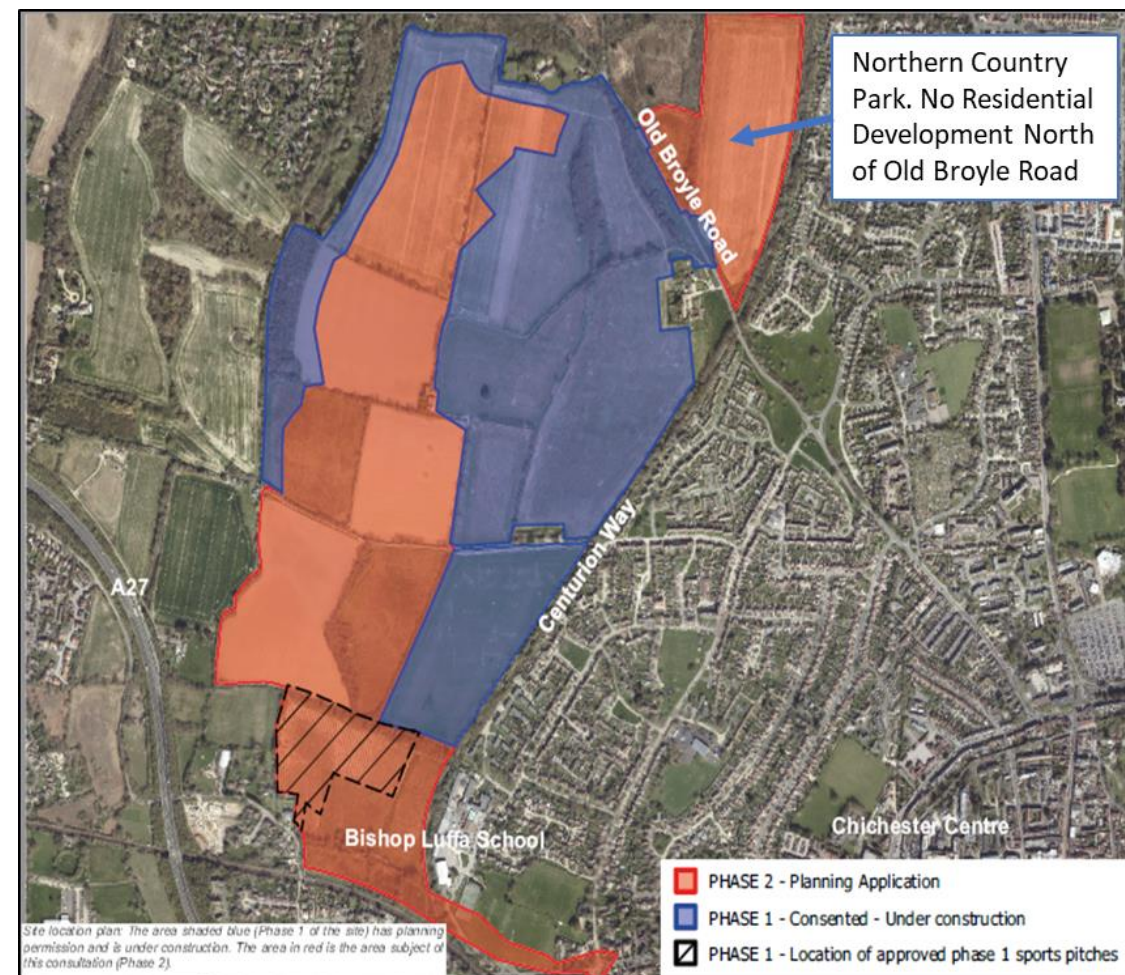 Northern Country
Park. No Residential
Development North
of Old Broyle Road
Old Broyle Road
Centurion Way
A27
Bishop Luffa School
Chichester Centre
PHASE 2 - Planning Application
PHASE 1 - Consented - Under construction
PHASE 1 - Location of approved phase 1 sports pitches
Site location plan: The area shaded blue (Phase 1 of the site) has planning
permission and is under construction. The area in red is the area subject of
this consultation (Phase 2).